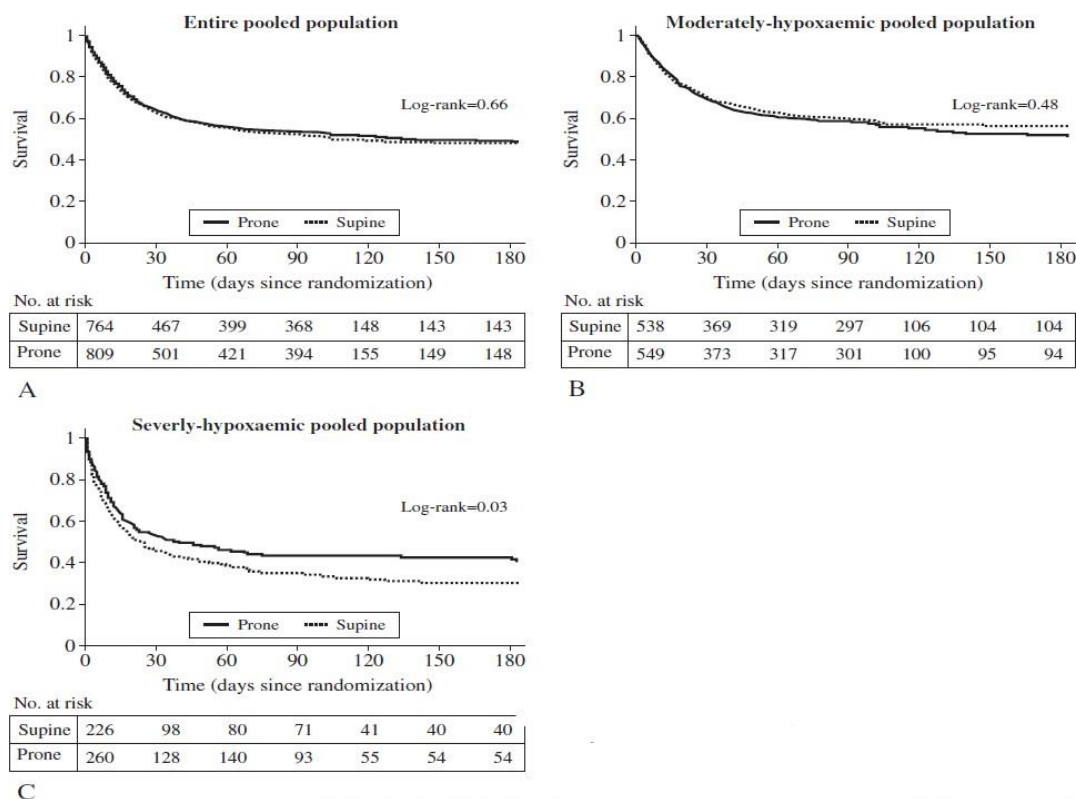 Entire pooled population
1
0.8
0.6
0.4
0.2
0
Survival
Log-rank=0.66
Prone Supine
0 30 60 90 120 150 180
Time (days since randomization)
No. at risk
Supine 764 467 399 368 148 143 143
Prone 809 501 421 394 155 149 148
A
Moderately-hypoxaemic pooled population
1
0.8
0.6
0.4
0.2
0
Survival
Log-rank=0.48
Prone Supine
0 30 60 90 120 150 180
Time (days since randomization)
No. at risk
Supine 538 369 319 297 106 104 104
Prone 549 373 317 301 100 95 94
B
Severly-hypoxaemic pooled population
1
0.8
0.6
0.4
0.2
0
Survival
Log-rank=0.03
Prone Supine
0 30 60 90 120 150 180
Time (days since randomization)
No. at risk
Supine 226 98 80 71 41 40 40
Prone 260 128 140 93 55 54 54
C